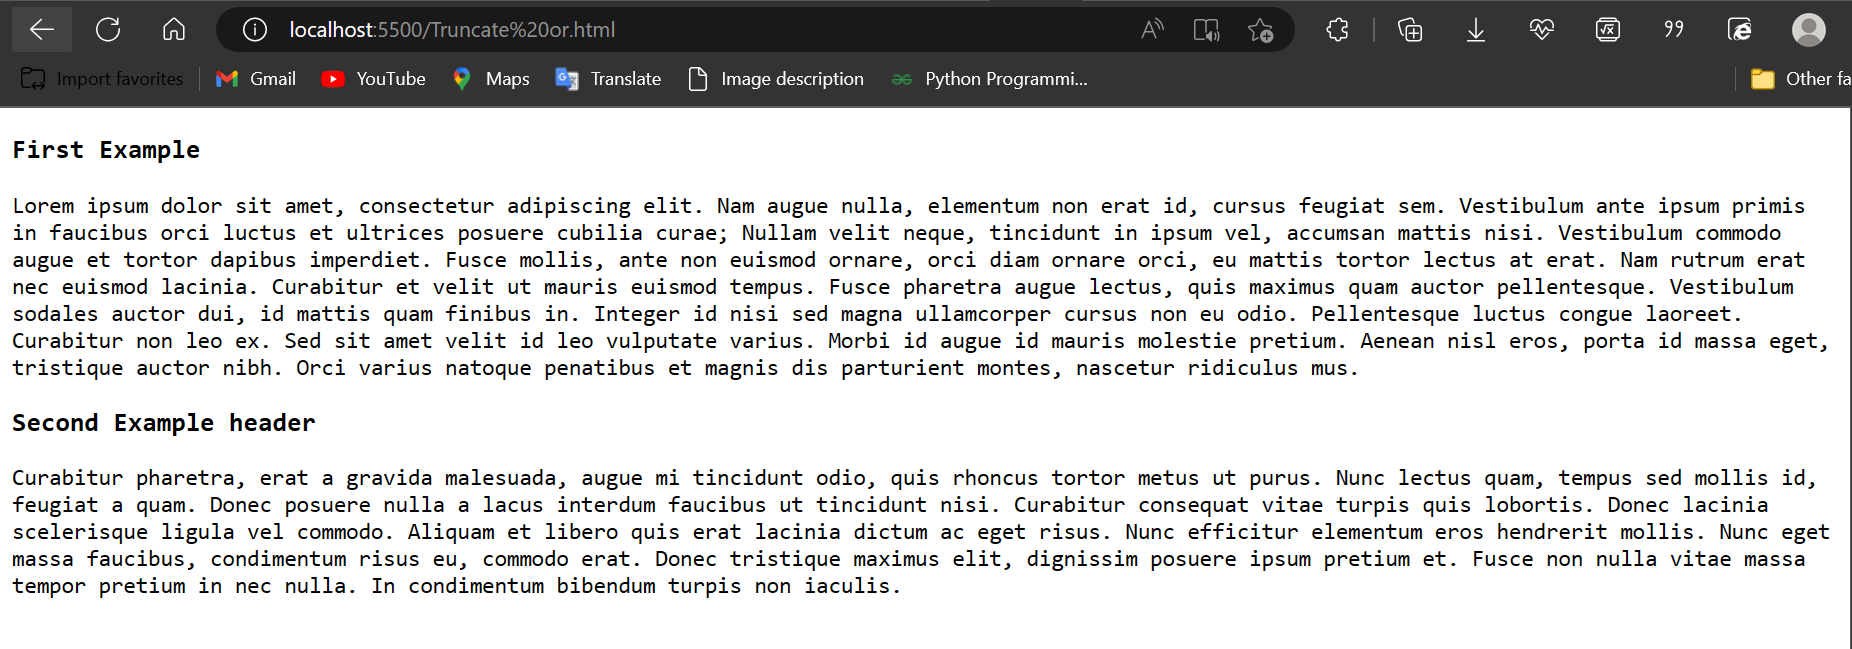 localhost:5500/Truncate%20or.html
Import favorites Gmail YouTube Maps Translate Image description Python Programmi... Other fa
First Example
Lorem ipsum dolor sit amet, consectetur adipiscing elit. Nam augue nulla, elementum non erat id, cursus feugiat sem. Vestibulum ante ipsum primis
in faucibus orci luctus et ultrices posuere cubilia curae; Nullam velit neque, tincidunt in ipsum vel, accumsan mattis nisi. Vestibulum commodo
augue et tortor dapibus imperdiet. Fusce mollis, ante non euismod ornare, orci diam ornare orci, eu mattis tortor lectus at erat. Nam rutrum erat
nec euismod lacinia. Curabitur et velit ut mauris euismod tempus. Fusce pharetra augue lectus, quis maximus quam auctor pellentesque. Vestibulum
sodales auctor dui, id mattis quam finibus in. Integer id nisi sed magna ullamcorper cursus non eu odio. Pellentesque luctus congue laoreet.
Curabitur non leo ex. Sed sit amet velit id leo vulputate varius. Morbi id augue id mauris molestie pretium. Aenean nisl eros, porta id massa eget,
tristique auctor nibh. Orci varius natoque penatibus et magnis dis parturient montes, nascetur ridiculus mus.
Second Example header
Curabitur pharetra, erat a gravida malesuada, augue mi tincidunt odio, quis rhoncus tortor metus ut purus. Nunc lectus quam, tempus sed mollis id,
feugiat a quam. Donec posuere nulla a lacus interdum faucibus ut tincidunt nisi. Curabitur consequat vitae turpis quis lobortis. Donec lacinia
scelerisque ligula vel commodo. Aliquam et libero quis erat lacinia dictum ac eget risus. Nunc efficitur elementum eros hendrerit mollis. Nunc eget
massa faucibus, condimentum risus eu, commodo erat. Donec tristique maximus elit, dignissim posuere ipsum pretium et. Fusce non nulla vitae massa
tempor pretium in nec nulla. In condimentum bibendum turpis non iaculis.